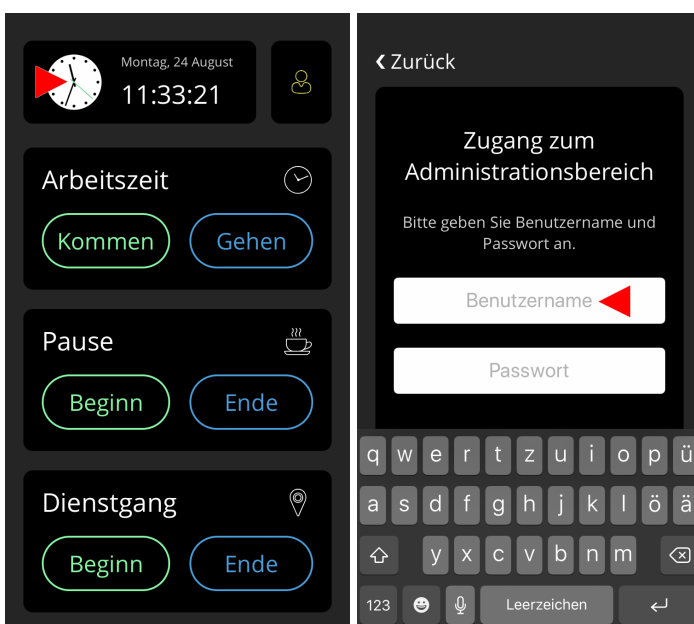 Montag, 24 August
11:33:21
Arbeitszeit
Kommen
Gehen
Pause
Beginn
Ende
Dienstgang
Beginn
Ende
Zurück
Zugang zum
Administrationsbereich
Bitte geben Sie Benutzername und
Passwort an.
Benutzername
Passwort
q w e r t z u i o p ü
a s d f g h j k l ö ä
y x c v b n m
123 Leerzeichen